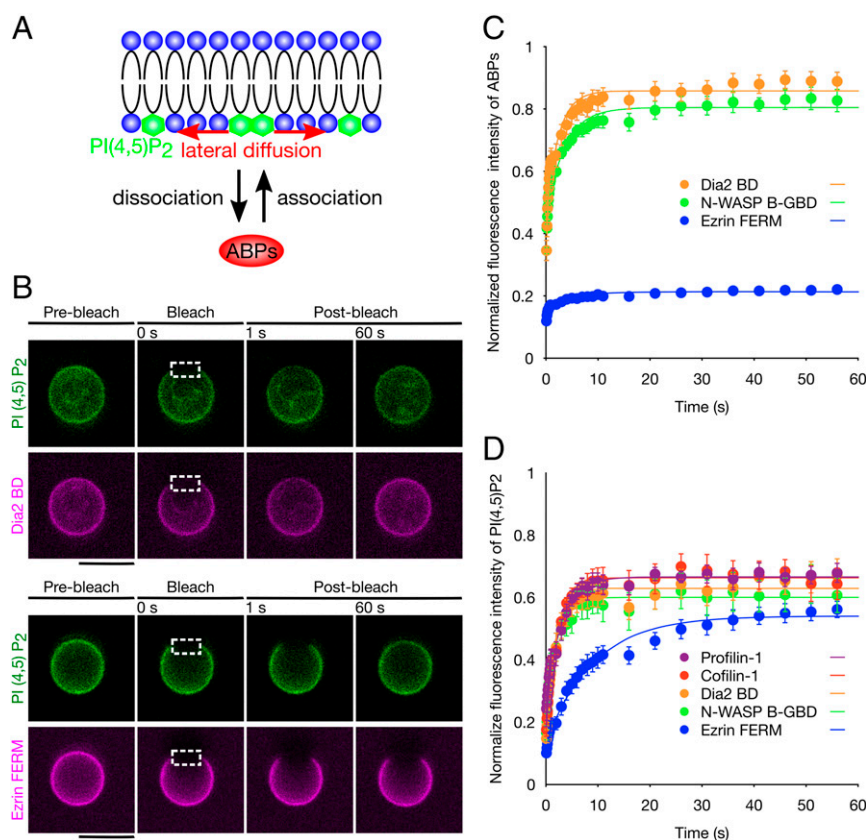 A
PI(4,5)P2
lateral diffusion
dissociation
association
ABPs
B
Pre-bleach Bleach Post-bleach
0 s 1 s 60 s
PI (4,5) P2
Dia2 BD
Pre-bleach Bleach Post-bleach
0 s 1 s 60 s
PI (4,5) P2
Ezrin FERM
C
Normalized fluorescence intensity of ABPs
1
0.8
0.6
0.4
0.2
0
Dia2 BD
N-WASP B-GBD
Ezrin FERM
0 10 20 30 40 50 60
Time (s)
D
Normalize fluorescence intensity of PI(4,5)P2
1
0.8
0.6
0.4
0.2
0
Profilin-1
Cofilin-1
Dia2 BD
N-WASP B-GBD
Ezrin FERM
0 10 20 30 40 50 60
Time (s)